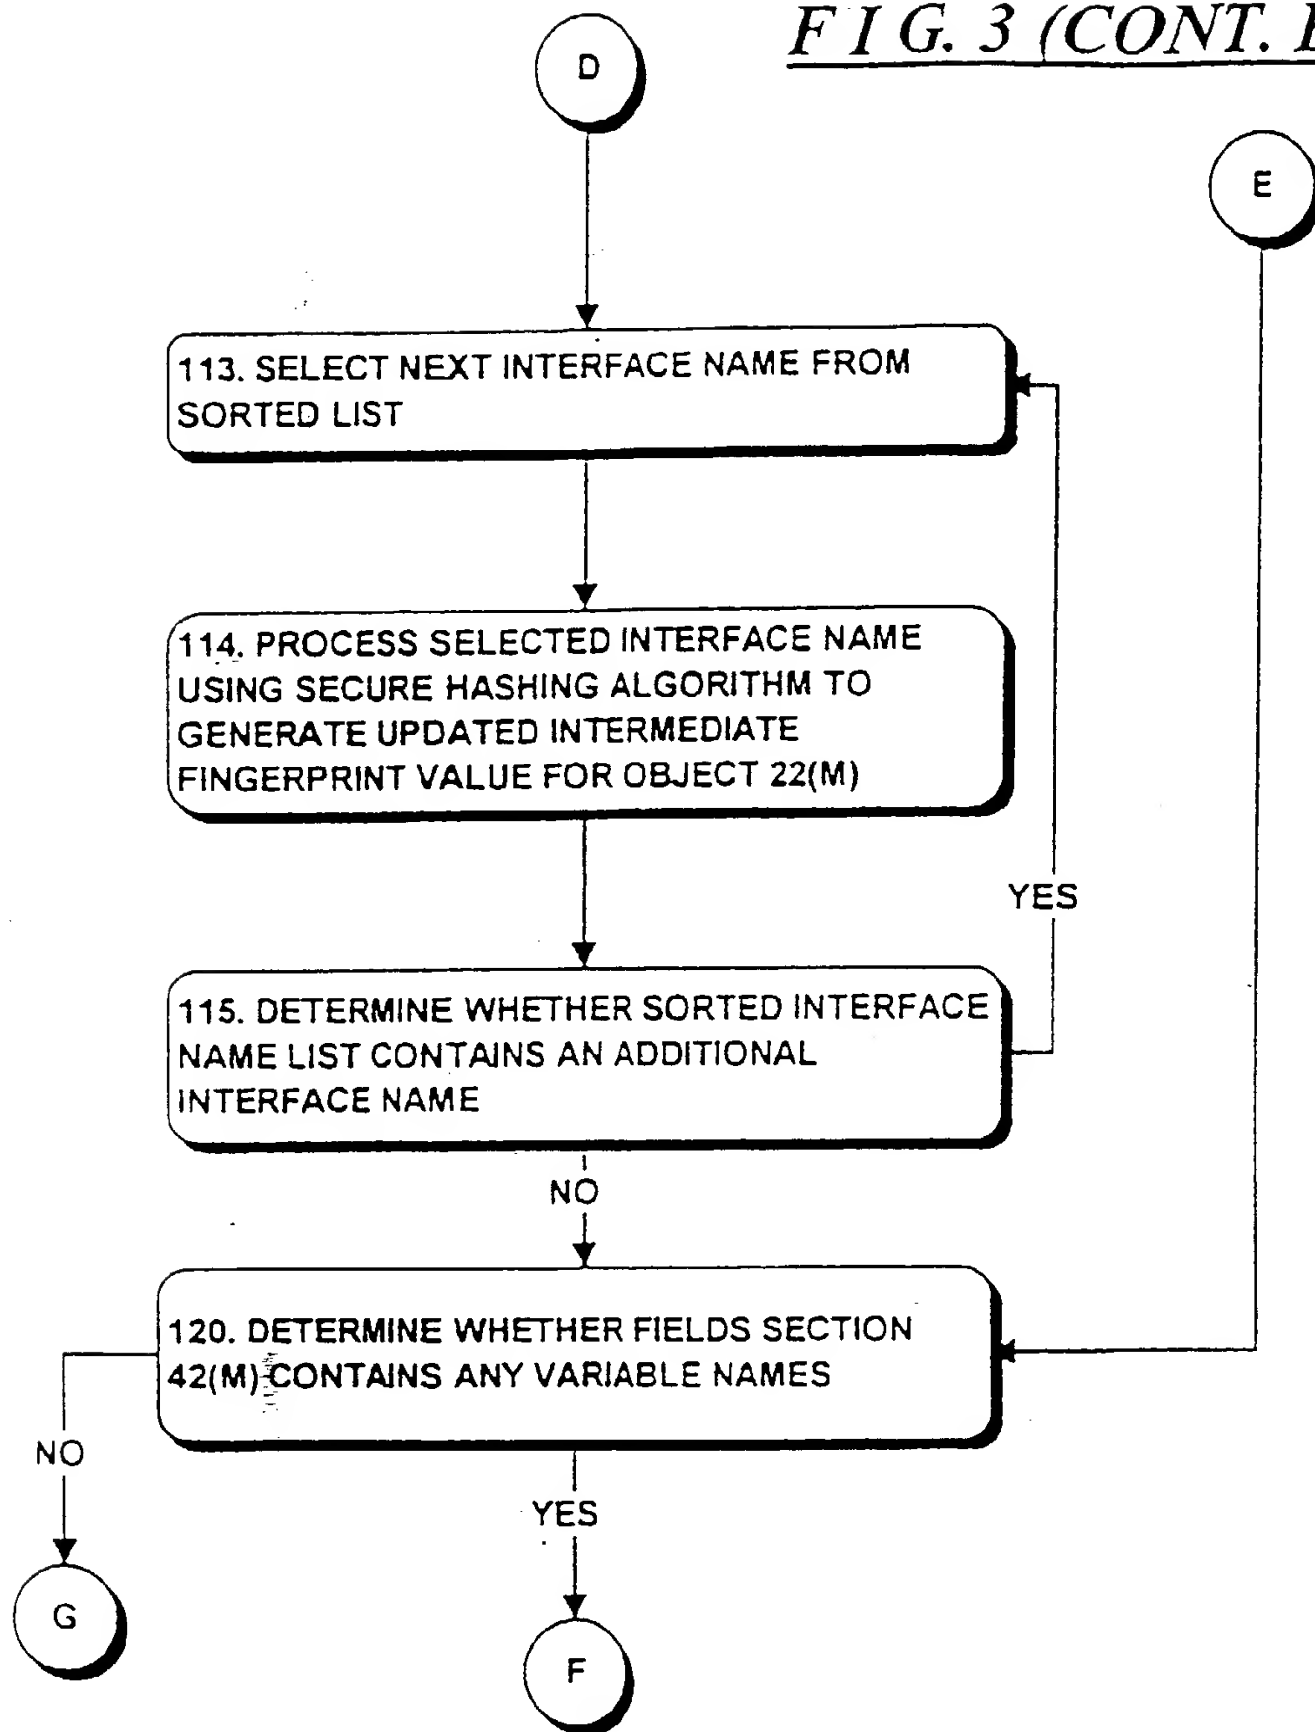 F I G. 3 (CONT. 
D
E
113. SELECT NEXT INTERFACE NAME FROM
SORTED LIST
114. PROCESS SELECTED INTERFACE NAME
USING SECURE HASHING ALGORITHM TO
GENERATE UPDATED INTERMEDIATE
FINGERPRINT VALUE FOR OBJECT 22(M)
YES
115. DETERMINE WHETHER SORTED INTERFACE
NAME LIST CONTAINS AN ADDITIONAL
INTERFACE NAME
NO
120. DETERMINE WHETHER FIELDS SECTION
42(M) CONTAINS ANY VARIABLE NAMES
NO
YES
G
F